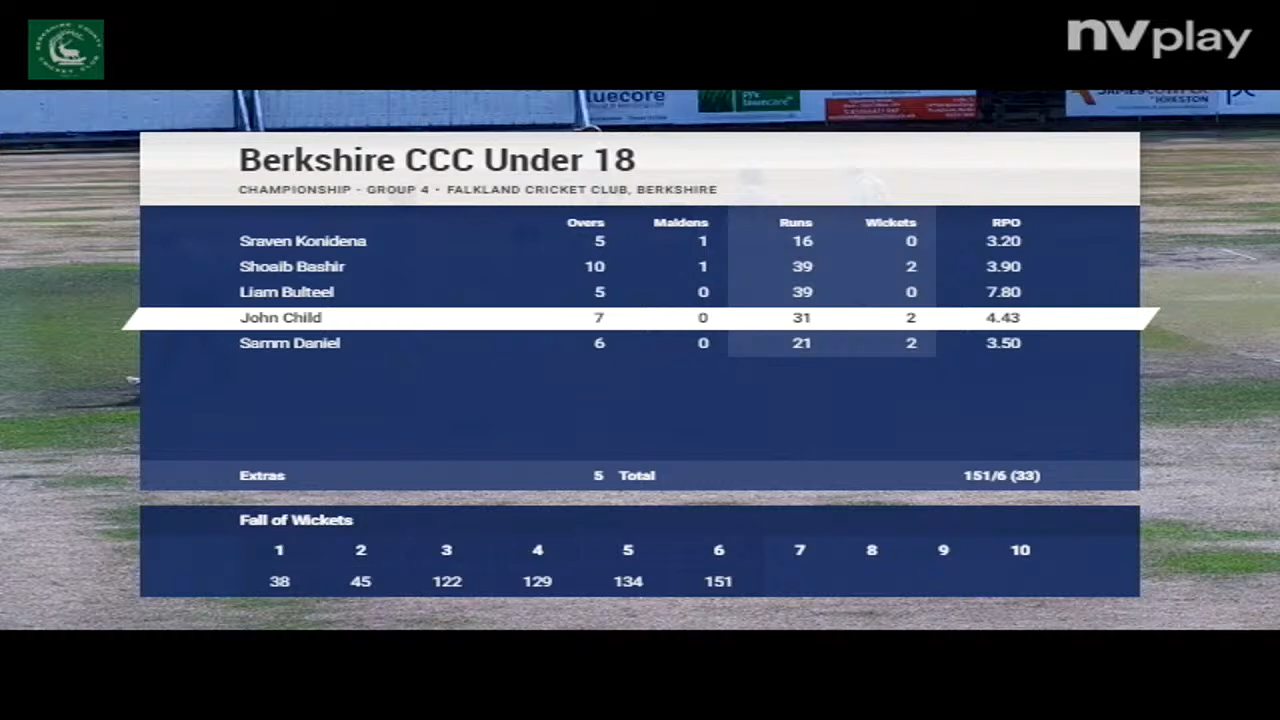 nvplay
luecore
PJ's
lawncare
Berkshire CCC Under 18
CHAMPIONSHIP - GROUP 4 • FALKLAND CRICKET CLUB, BERKSHIRE
Overs Maidens Runs Wickets RPO
Sraven Konidena 5 1 16 0 3.20
Shoaib Bashir 10 1 39 2 3.90
Liam Bulteel 5 0 39 0 7.80
John Child 7 0 31 2 4.43
Samm Daniel 6 0 21 2 3.50
Extras 5 Total 151/6 (33)
Fall of Wickets
1 2 3 4 5 6 7 8 9 10
38 45 122 129 134 151